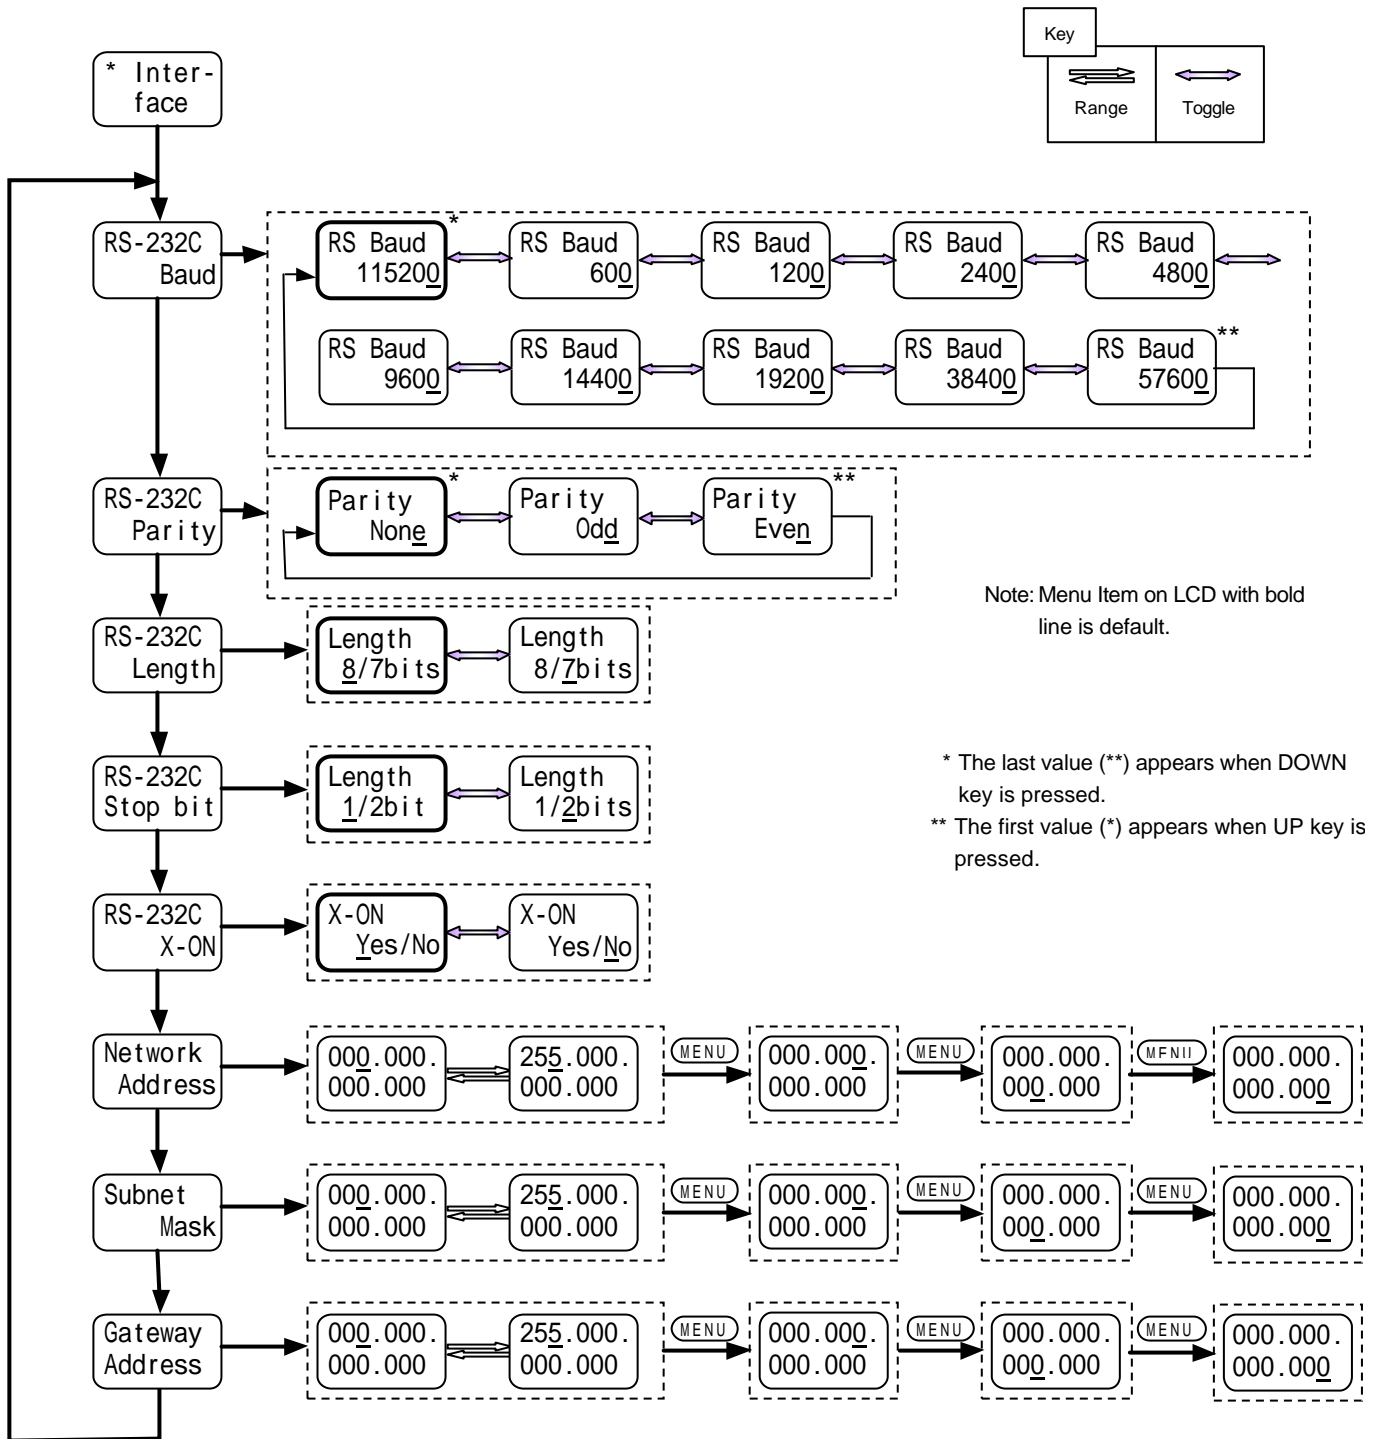 Key
Range
Toggle
* Inter-
face
RS-232C
Baud
RS Baud
115200
*
RS Baud
600
RS Baud
1200
RS Baud
2400
RS Baud
4800
RS Baud
9600
RS Baud
14400
RS Baud
19200
RS Baud
38400
RS Baud
57600
**
RS-232C
Parity
Parity
None
*
Parity
Odd
Parity
Even
**
Note: Menu Item on LCD with bold
line is default.
RS-232C
Length
Length
8/7bits
Length
8/7bits
RS-232C
Stop bit
Length
1/2bit
Length
1/2bits
* The last value (**) appears when DOWN
key is pressed.
** The first value (*) appears when UP key is
pressed.
RS-232C
X-ON
X-ON
Yes/No
X-ON
Yes/No
Network
Address
000.000.
000.000
255.000.
000.000
MENU
000.000.
000.000
MENU
000.000.
000.000
MFNII
000.000.
000.000
Subnet
Mask
000.000.
000.000
255.000.
000.000
MENU
000.000.
000.000
MENU
000.000.
000.000
MENU
000.000.
000.000
Gateway
Address
000.000.
000.000
255.000.
000.000
MENU
000.000.
000.000
MENU
000.000.
000.000
MENU
000.000.
000.000